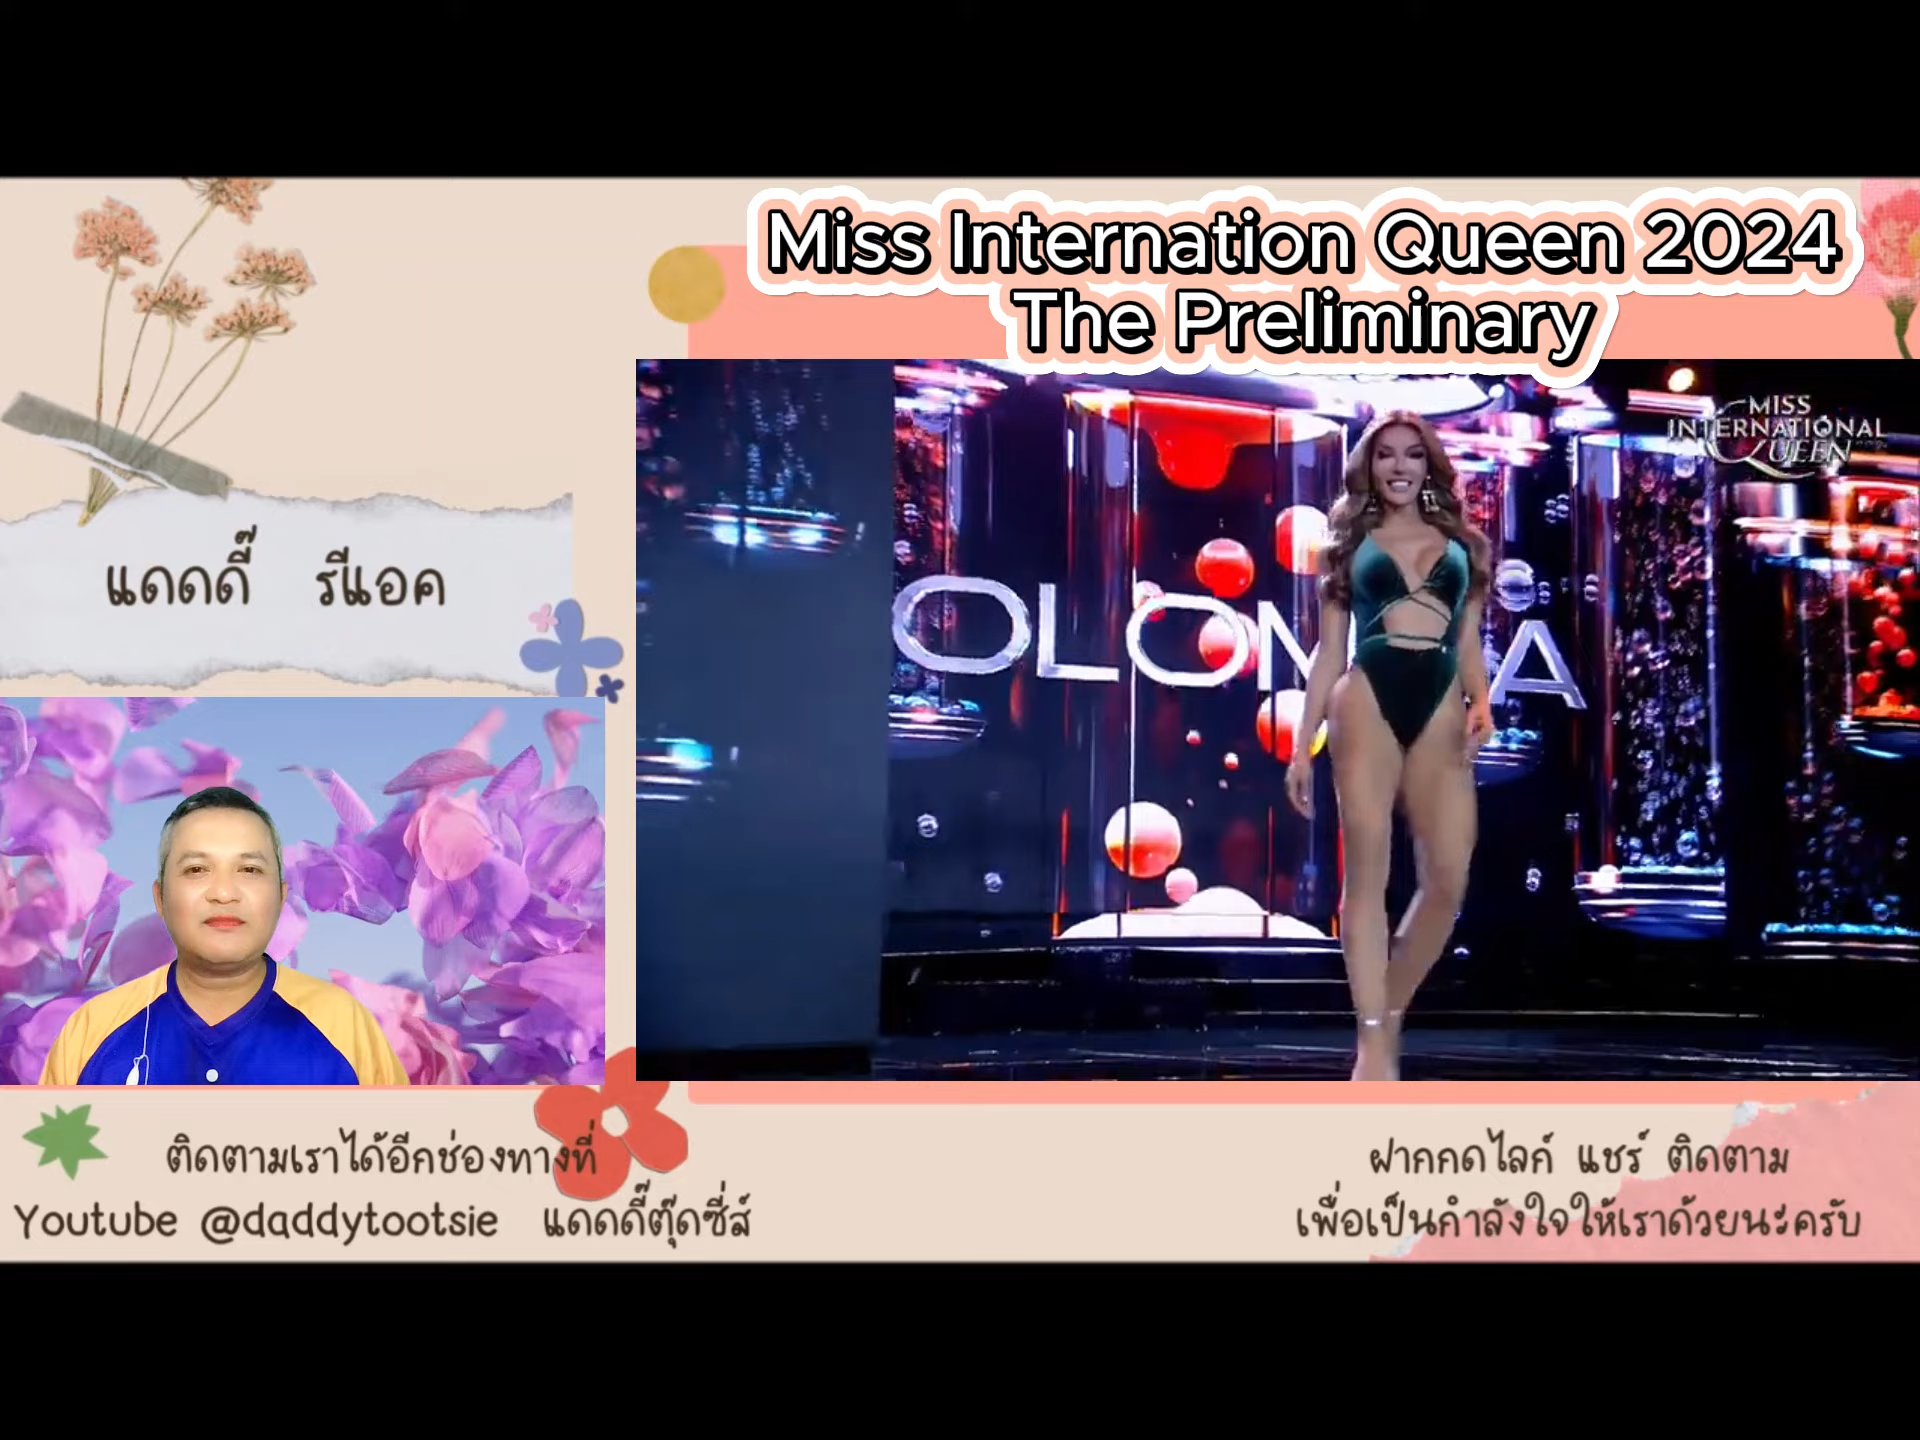 Miss Internation Queen 2024
The Preliminary
MISS
INTERNATIONAL
QUEEN
แดดดี๊ รีแอค
OLOM A
ติดตามเราได้อีกช่องทางที่
Youtube @daddytootsie แดดดี๊ตุ๊ดซี่ส์
ฝากกดไลก์ แชร์ ติดตาม
เพื่อเป็นกำลังใจให้เราด้วยนะครับ